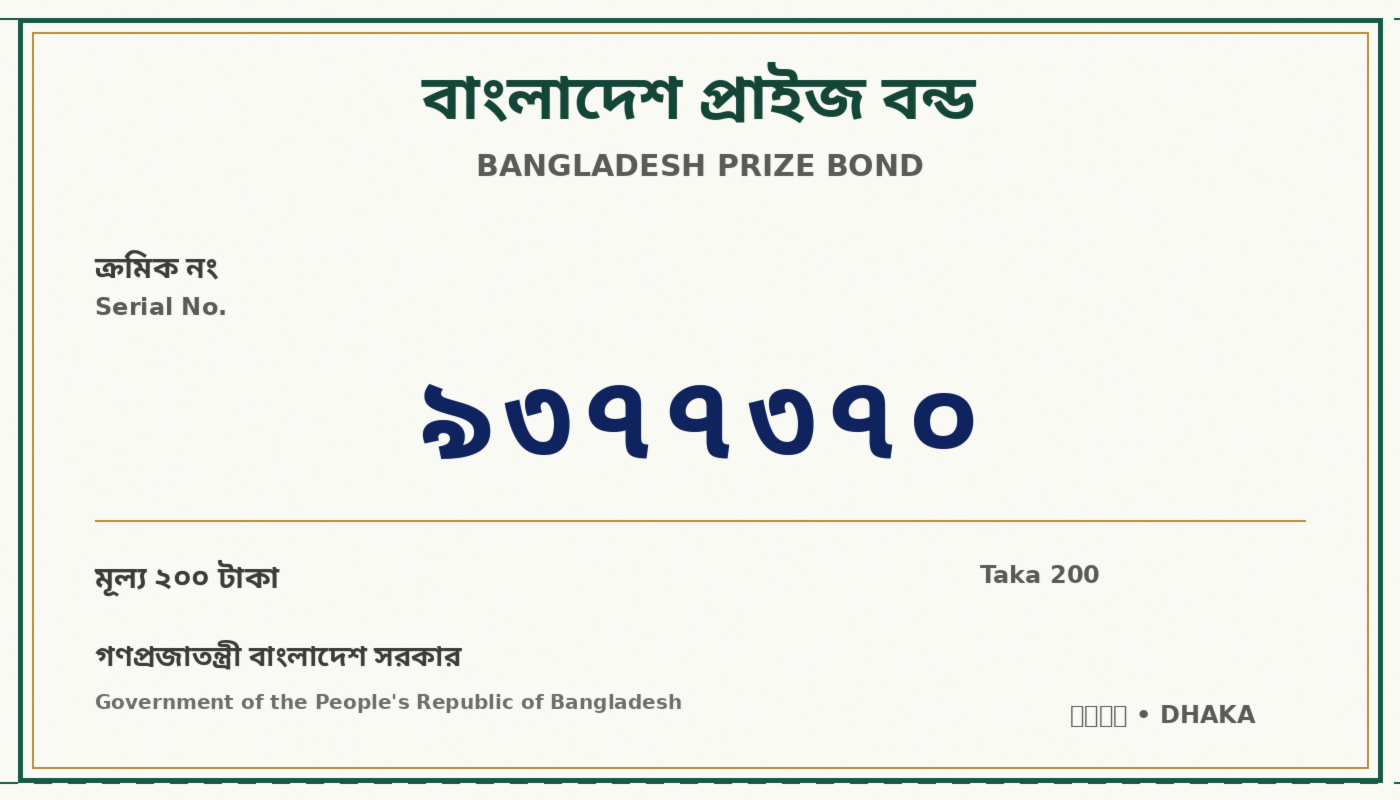 বাংলাদেশ প্রাইজ বন্ড
BANGLADESH PRIZE BOND
ক্রমিক নং
Serial No.
৯৩৭৭৩৭০
মূল্য ২০০ টাকা
Taka 200
গণপ্রজাতন্ত্রী বাংলাদেশ সরকার
Government of the People's Republic of Bangladesh
• DHAKA